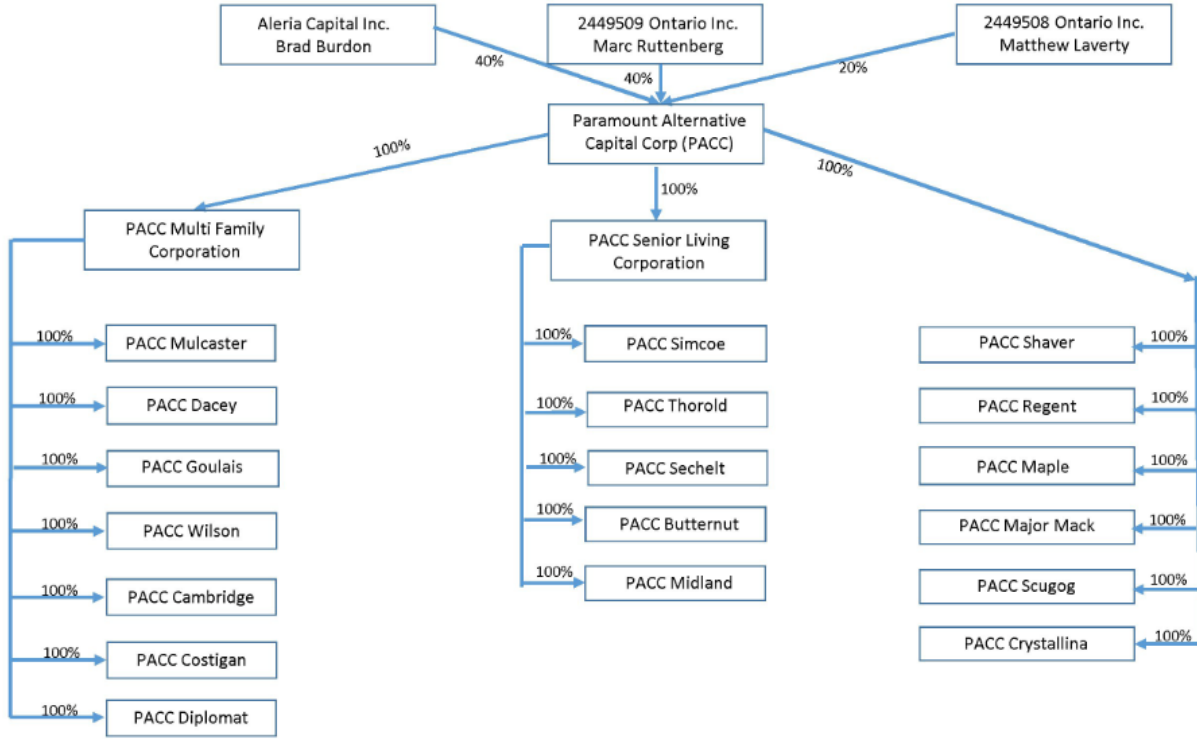 Aleria Capital Inc.
Brad Burdon
2449509 Ontario Inc.
Marc Ruttenberg
2449508 Ontario Inc.
Matthew Laverty
40%
40%
20%
Paramount Alternative
Capital Corp (PACC)
100%
100%
100%
PACC Multi Family
Corporation
PACC Senior Living
Corporation
100%
PACC Mulcaster
100%
PACC Dacey
100%
PACC Goulais
100%
PACC Wilson
100%
PACC Cambridge
100%
PACC Costigan
100%
PACC Diplomat
100%
PACC Simcoe
100%
PACC Thorold
100%
PACC Sechelt
100%
PACC Butternut
100%
PACC Midland
PACC Shaver
100%
PACC Regent
100%
PACC Maple
100%
PACC Major Mack
100%
PACC Scugog
100%
PACC Crystallina
100%